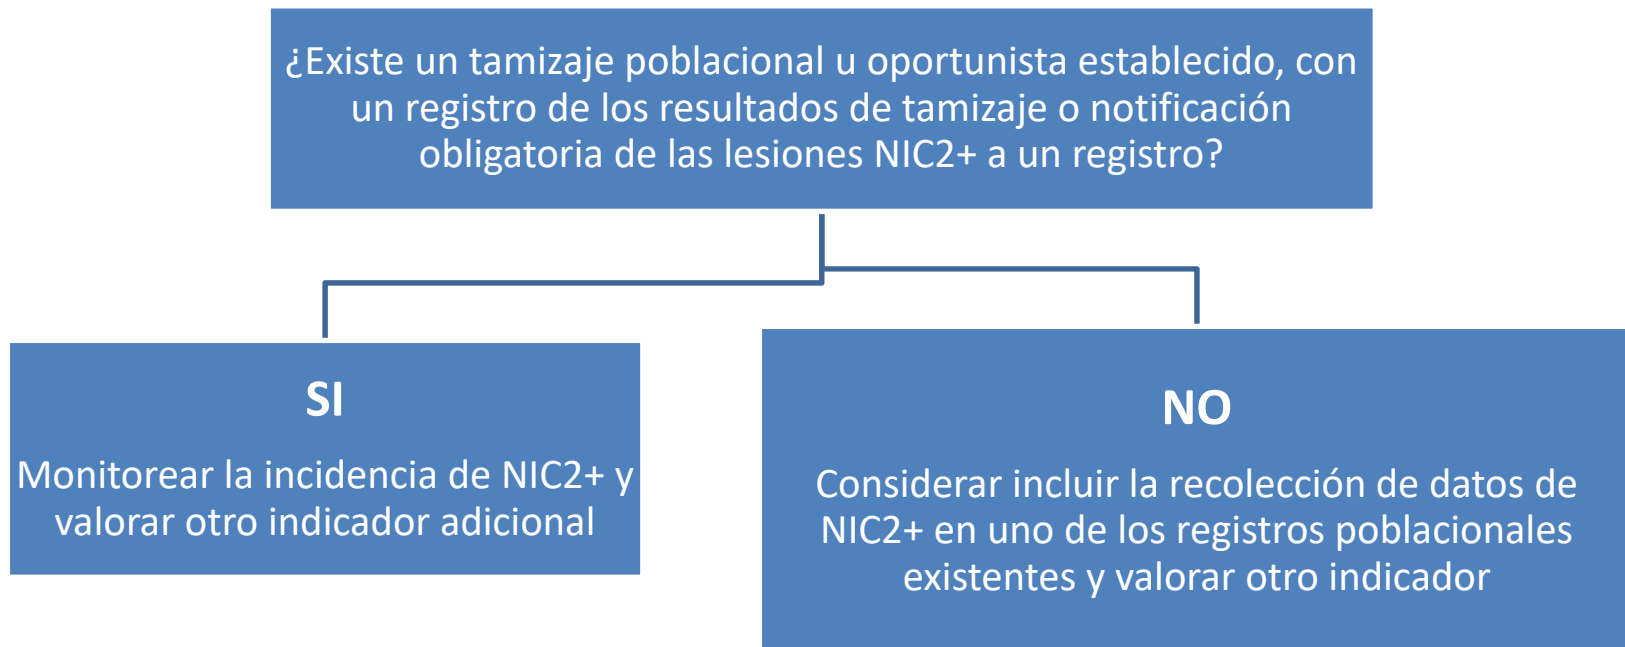 ¿Existe un tamizaje poblacional u oportunista establecido, con
un registro de los resultados de tamizaje o notificación
obligatoria de las lesiones NIC2+ a un registro?
SI
Monitorear la incidencia de NIC2+ y
valorar otro indicador adicional
NO
Considerar incluir la recolección de datos de
NIC2+ en uno de los registros poblacionales
existentes y valorar otro indicador